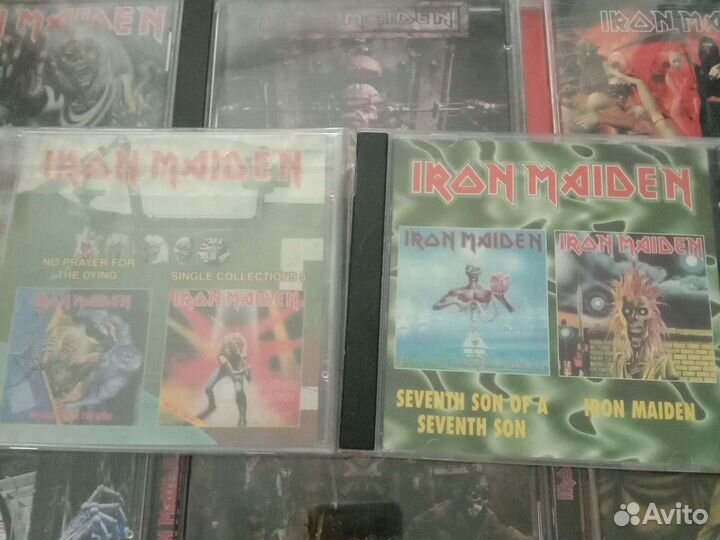 MAIDEN
IRON MAIDEN
IRON MA
IRON MAIDEN
NO PRAYER FOR
THE DYING
SINGLE COLLECTIONS 5
IRON MAIDEN
IRON MAIDEN
IRON MAIDEN
IRON MAIDEN
IRON MAIDEN
SEVENTH SON OF A
SEVENTH SON
IRON MAIDEN
Avito